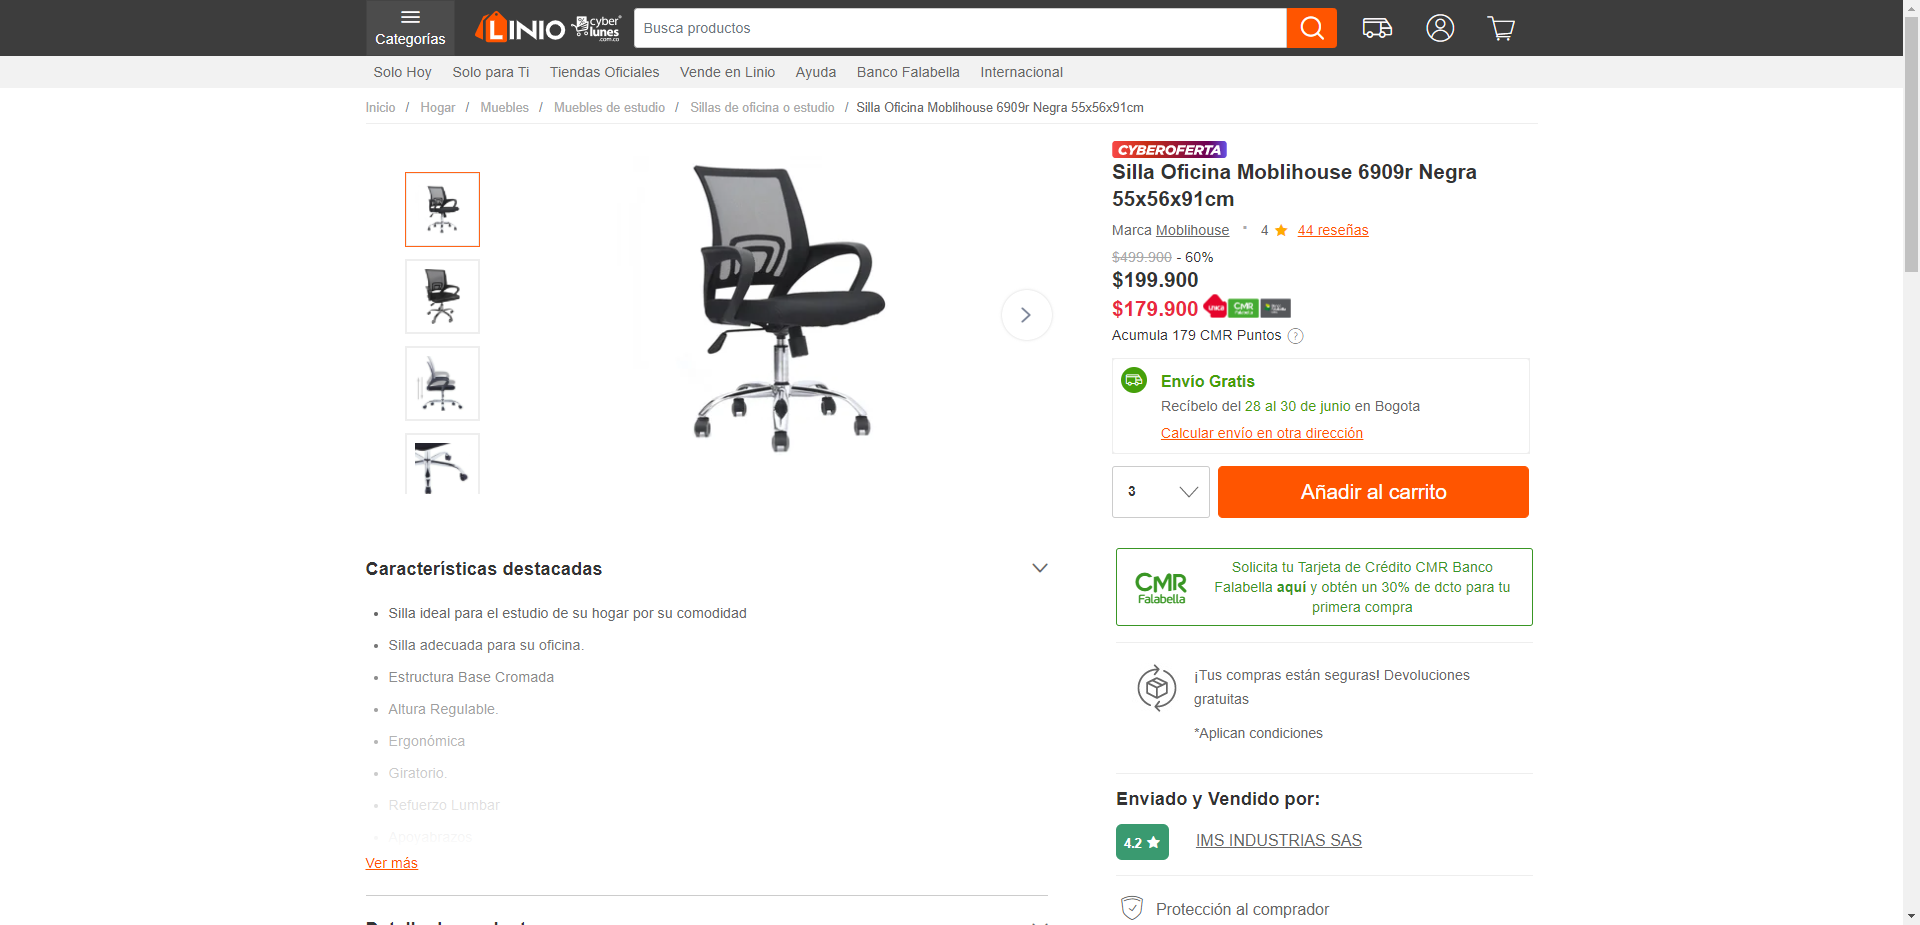 Categorías
LINIO
cyber lunes .com.co
Busca productos
Solo Hoy
Solo para Ti
Tiendas Oficiales
Vende en Linio
Ayuda
Banco Falabella
Internacional
Inicio / Hogar / Muebles / Muebles de estudio / Sillas de oficina o estudio / Silla Oficina Moblihouse 6909r Negra 55x56x91cm
CYBEROFERTA
Silla Oficina Moblihouse 6909r Negra
55x56x91cm
Marca Moblihouse 4 44 reseñas
$499.900 - 60%
$199.900
$179.900 única CMR
Acumula 179 CMR Puntos ?
Envío Gratis
Recíbelo del 28 al 30 de junio en Bogota
Calcular envío en otra dirección
3
Añadir al carrito
CMR
Falabella
Solicita tu Tarjeta de Crédito CMR Banco
Falabella aquí y obtén un 30% de dcto para tu
primera compra
¡Tus compras están seguras! Devoluciones
gratuitas
*Aplican condiciones
Enviado y Vendido por:
4.2
IMS INDUSTRIAS SAS
Protección al comprador
Características destacadas
• Silla ideal para el estudio de su hogar por su comodidad
• Silla adecuada para su oficina.
• Estructura Base Cromada
• Altura Regulable.
• Ergonómica
• Giratorio.
• Refuerzo Lumbar
• Apoyabrazos
Ver más